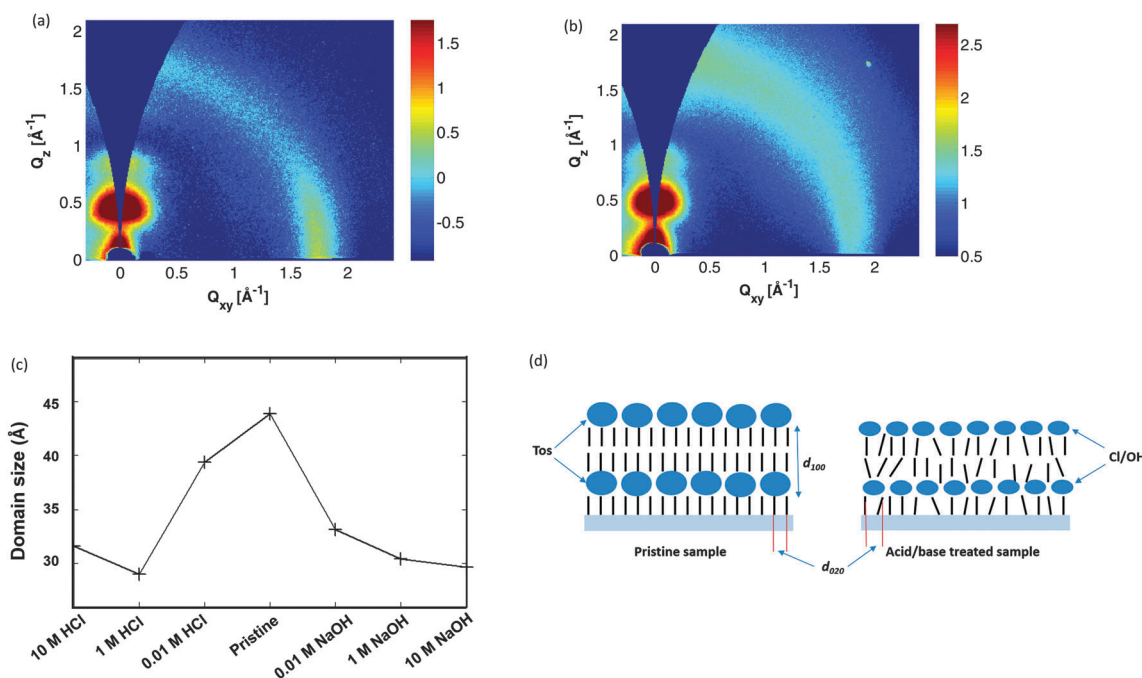 (a)
2
1.5
1
0.5
0
Q_z [Å^-1]
0
0.5
1
1.5
2
Q_xy [Å^-1]
1.5
1
0.5
0
-0.5
(b)
2
1.5
1
0.5
0
Q_z [Å^-1]
0
0.5
1
1.5
2
Q_xy [Å^-1]
2.5
2
1.5
1
0.5
(c)
45
40
35
30
Domain size (Å)
10 M HCl
1 M HCl
0.01 M HCl
Pristine
0.01 M NaOH
1 M NaOH
10 M NaOH
(d)
Tos
d_100
Cl/OH
Pristine sample
Acid/base treated sample
d_020